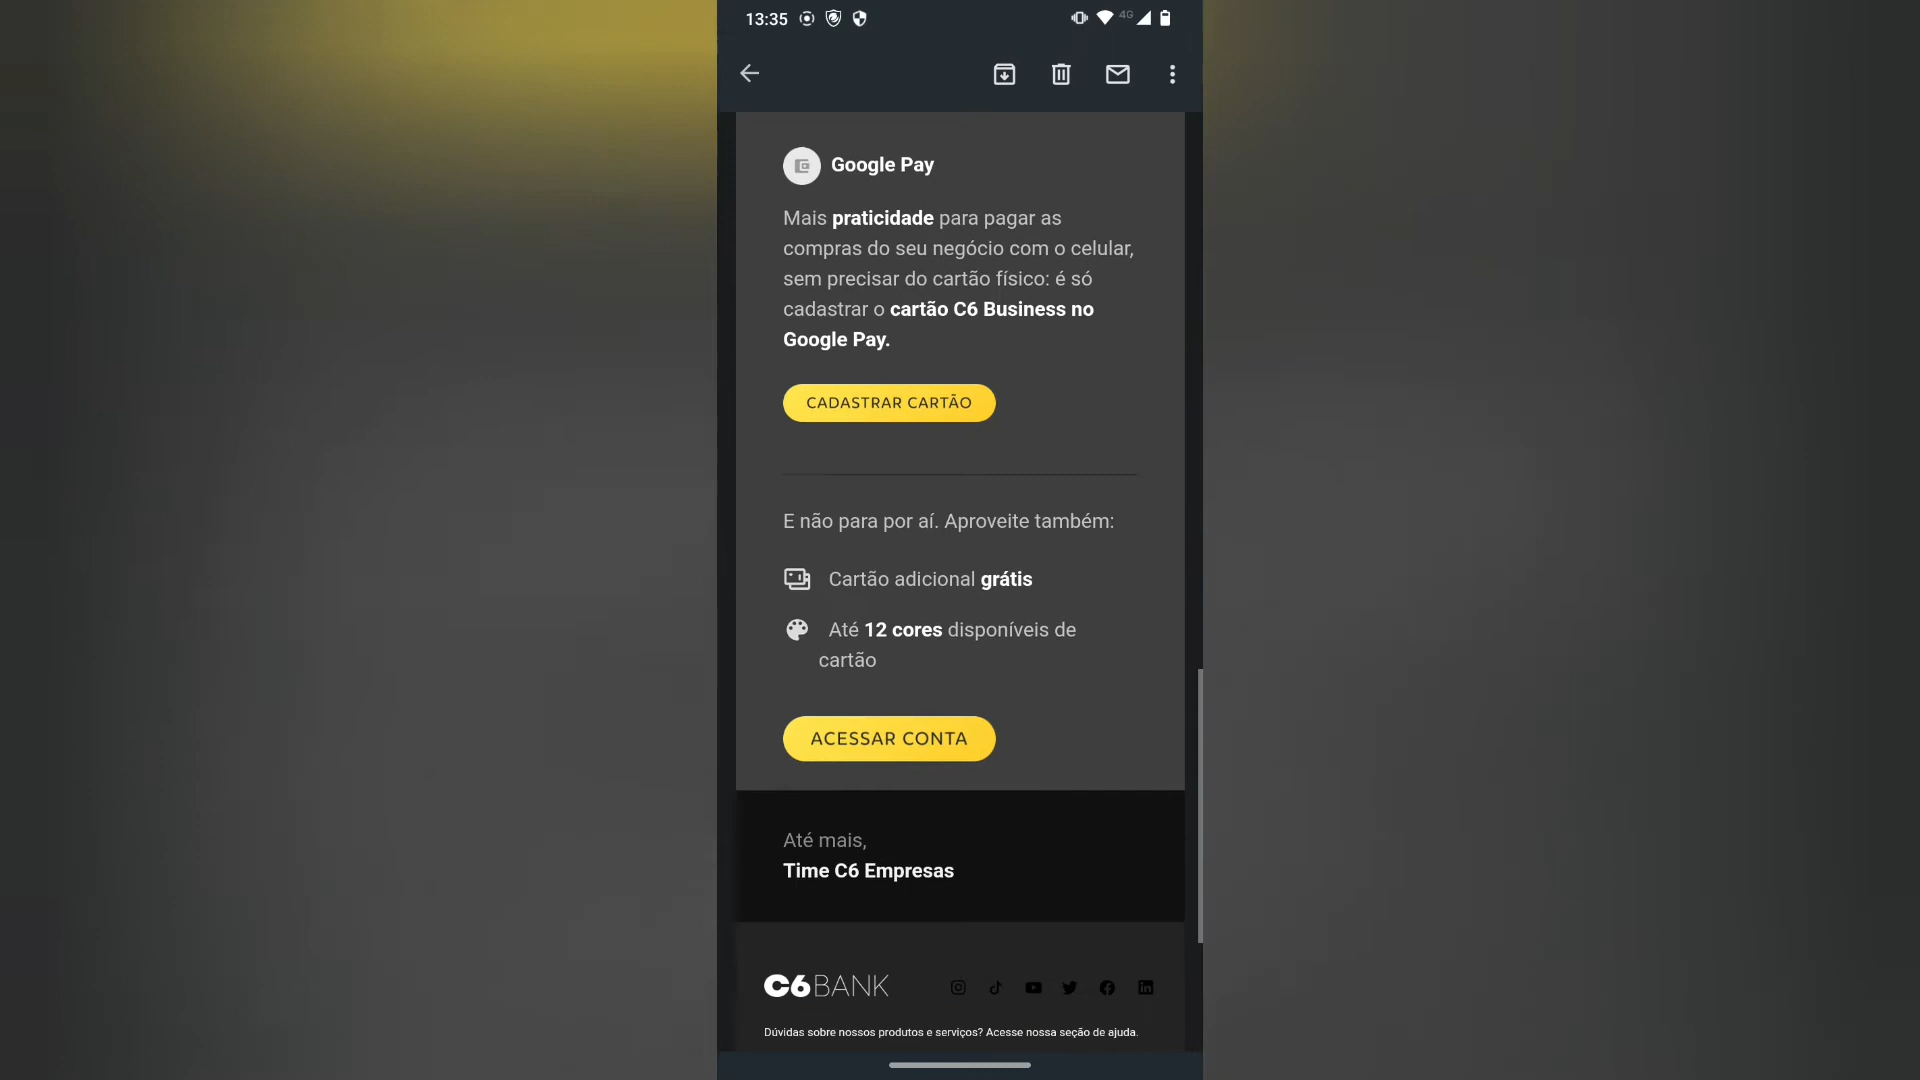 13:35
4G
Google Pay
Mais praticidade para pagar as
compras do seu negócio com o celular,
sem precisar do cartão físico: é só
cadastrar o cartão C6 Business no
Google Pay.
CADASTRAR CARTÃO
E não para por aí. Aproveite também:
Cartão adicional grátis
Até 12 cores disponíveis de
cartão
ACESSAR CONTA
Até mais,
Time C6 Empresas
C6 BANK
Dúvidas sobre nossos produtos e serviços? Acesse nossa seção de ajuda.